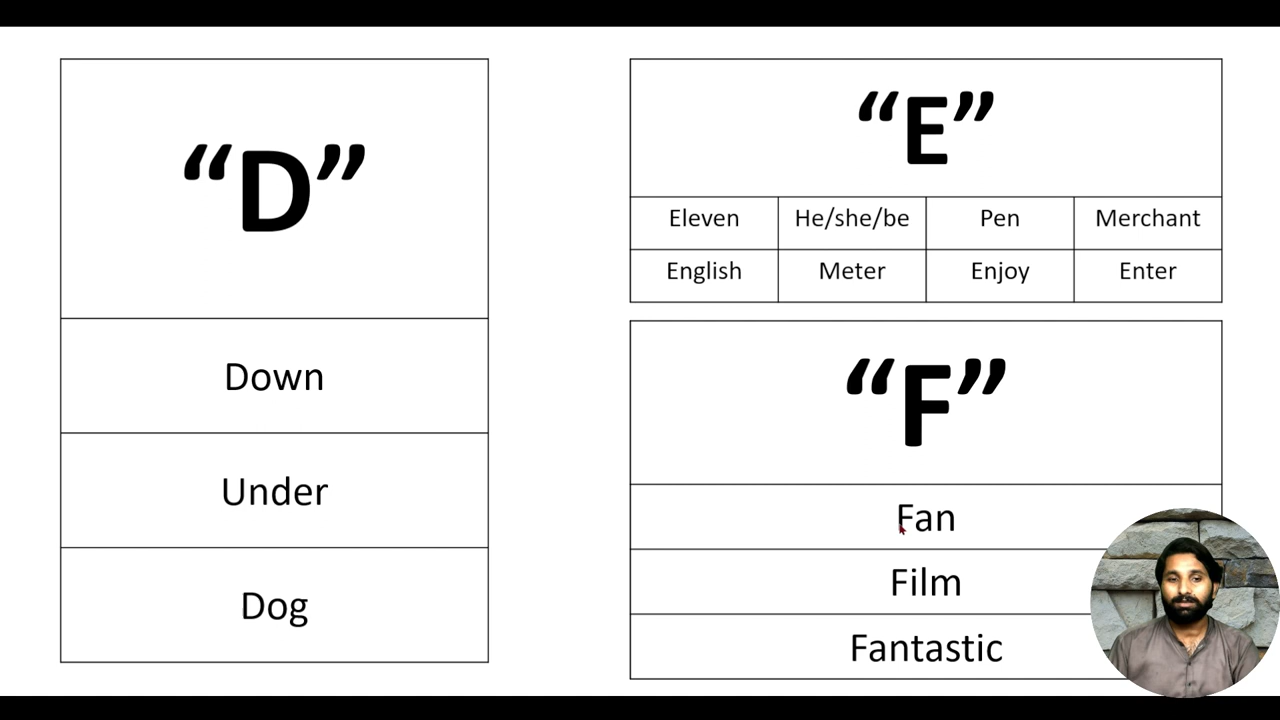 “D”
Down
Under
Dog
“E”
Eleven He/she/be Pen Merchant
English Meter Enjoy Enter
“F”
Fan
Film
Fantastic